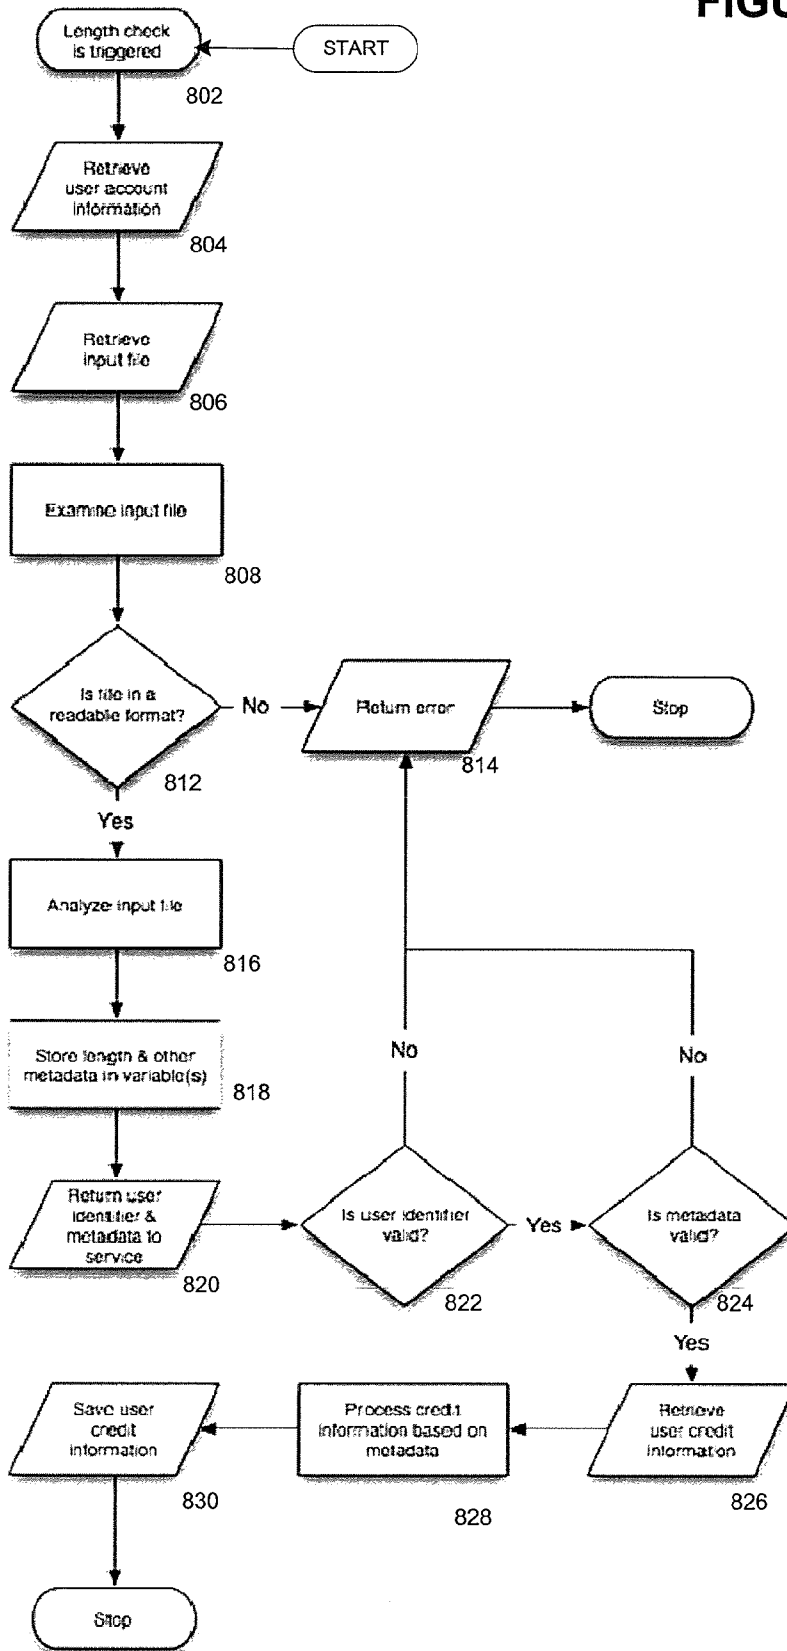 FIGU
Length check
is triggered
START
802
Retrieve
user account
information
804
Retrieve
input file
806
Examine input file
808
Is file in a
readable format?
No
Return error
Stop
812
814
Yes
Analyze input file
816
Store length & other
metadata in variable(s)
818
No
No
Return user
identifier &
metadata to
service
820
Is user identifier
valid?
Yes
Is metadata
valid?
822
824
Yes
Save user
credit
information
Process credit
information based on
metadata
Retrieve
user credit
information
830
828
826
Stop